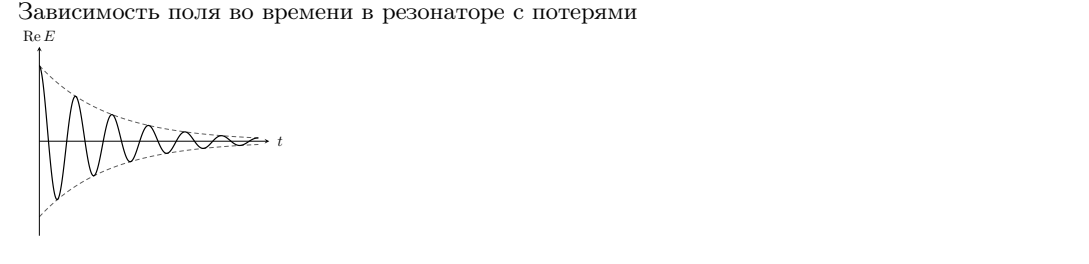 Зависимость поля во времени в резонаторе с потерями
Re E
t